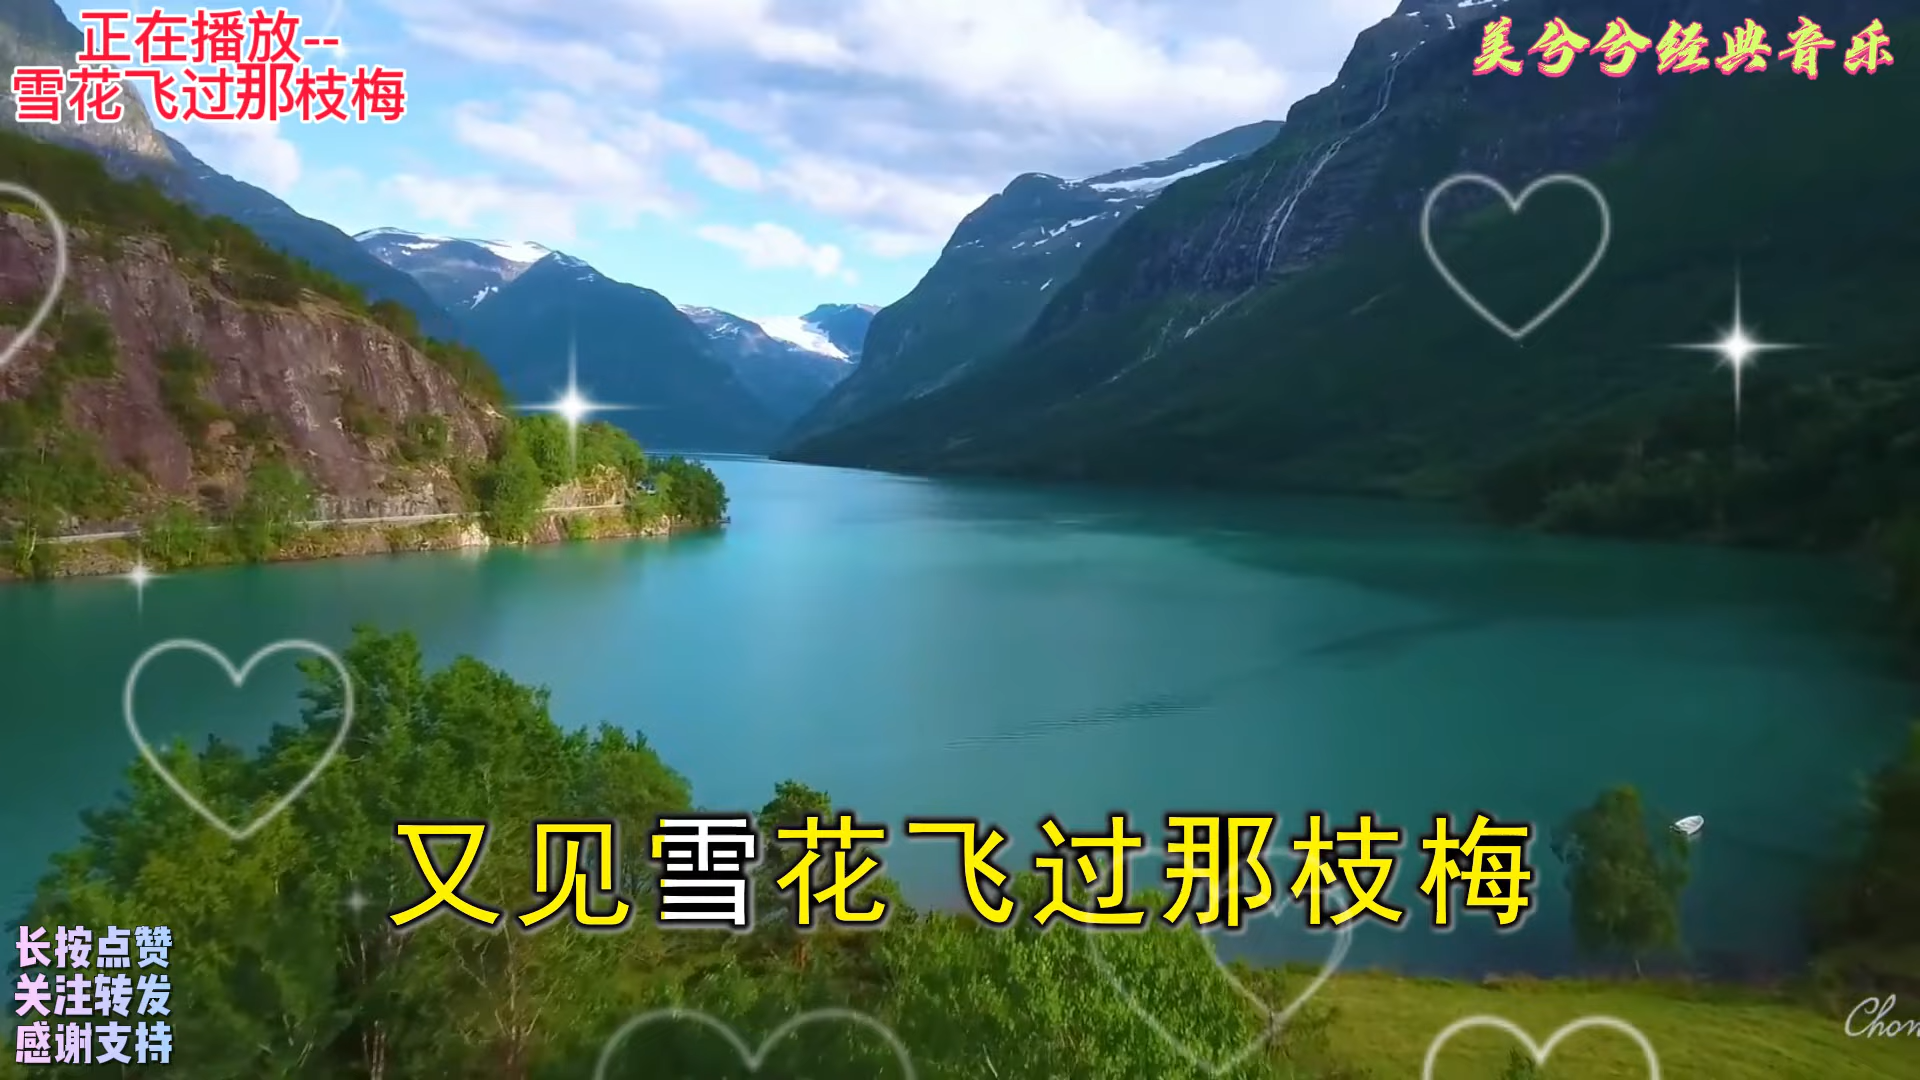 正在播放--
雪花飞过那枝梅
美兮兮经典音乐
又见雪花飞过那枝梅
长按点赞
关注转发
感谢支持